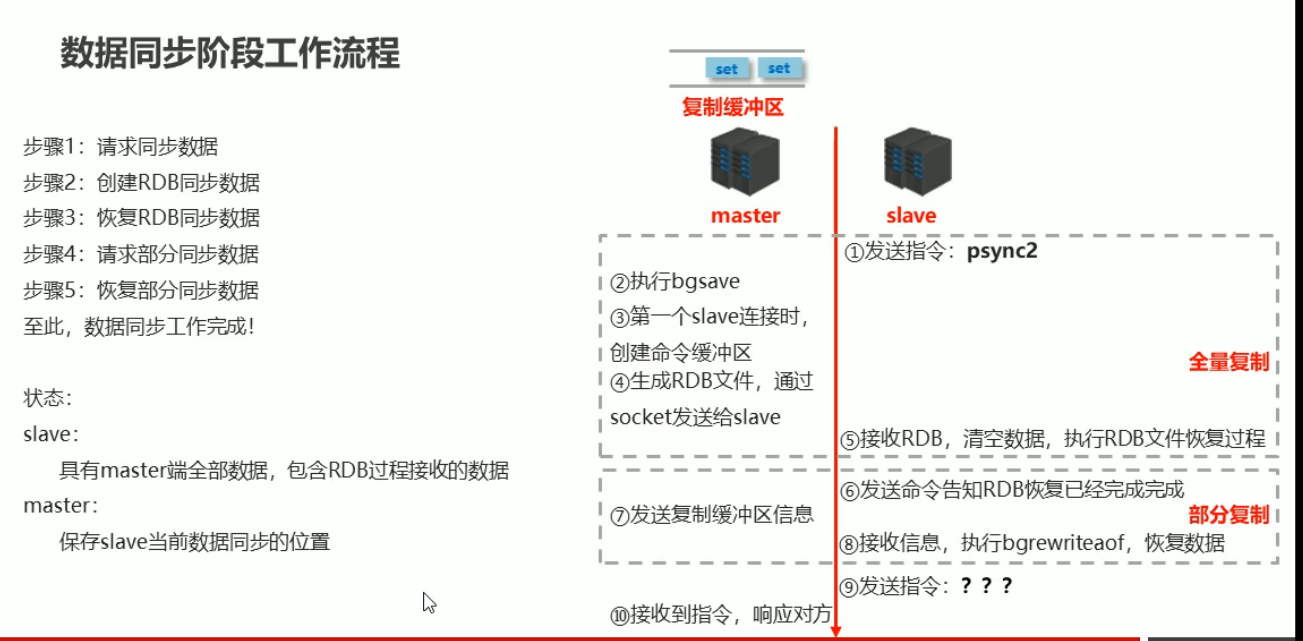 数据同步阶段工作流程
步骤1：请求同步数据
步骤2：创建RDB同步数据
步骤3：恢复RDB同步数据
步骤4：请求部分同步数据
步骤5：恢复部分同步数据
至此，数据同步工作完成！
状态：
slave：
具有master端全部数据，包含RDB过程接收的数据
master：
保存slave当前数据同步的位置
set set
复制缓冲区
master slave
①发送指令：psync2
②执行bgsave
③第一个slave连接时，
创建命令缓冲区
全量复制
④生成RDB文件，通过
socket发送给slave
⑤接收RDB，清空数据，执行RDB文件恢复过程
⑥发送命令告知RDB恢复已经完成完成
⑦发送复制缓冲区信息
部分复制
⑧接收信息，执行bgrewriteaof，恢复数据
⑨发送指令：？？？
⑩接收到指令，响应对方